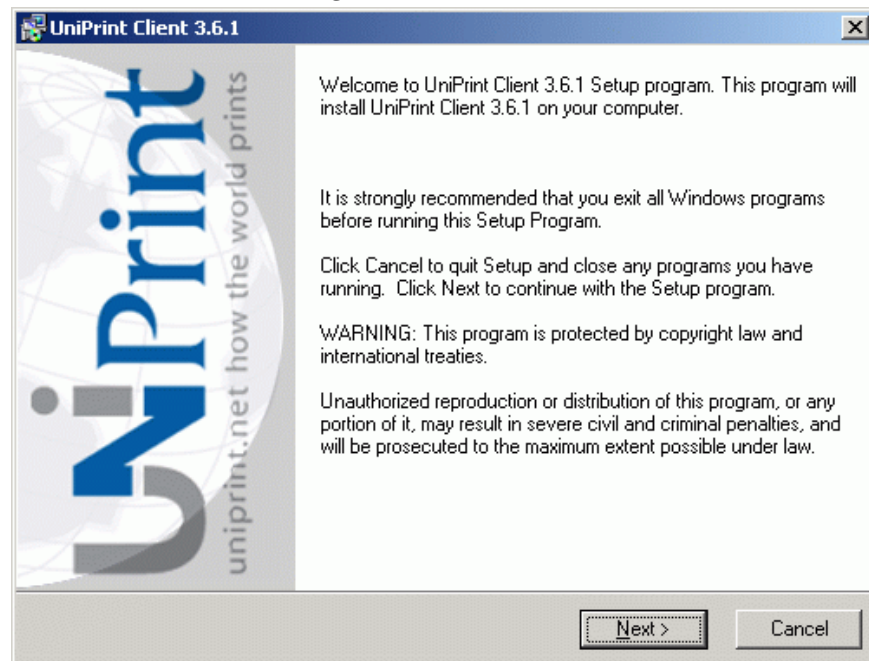 UniPrint Client 3.6.1
UniPrint
uniprint.net how the world prints
Welcome to UniPrint Client 3.6.1 Setup program. This program will
install UniPrint Client 3.6.1 on your computer.
It is strongly recommended that you exit all Windows programs
before running this Setup Program.
Click Cancel to quit Setup and close any programs you have
running.  Click Next to continue with the Setup program.
WARNING: This program is protected by copyright law and
international treaties.
Unauthorized reproduction or distribution of this program, or any
portion of it, may result in severe civil and criminal penalties, and
will be prosecuted to the maximum extent possible under law.
Next >
Cancel